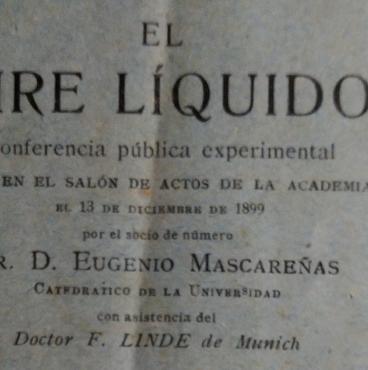 EL
IRE LÍQUIDO
onferencia pública experimental
EN EL SALÓN DE ACTOS DE LA ACADEMIA
EL 13 DE DICIEMBRE DE 1899
por el socio de número
R. D. EUGENIO MASCAREÑAS
CATEDRATICO DE LA UNIVERSIDAD
con asistencia del
Doctor F. LINDE de Munich